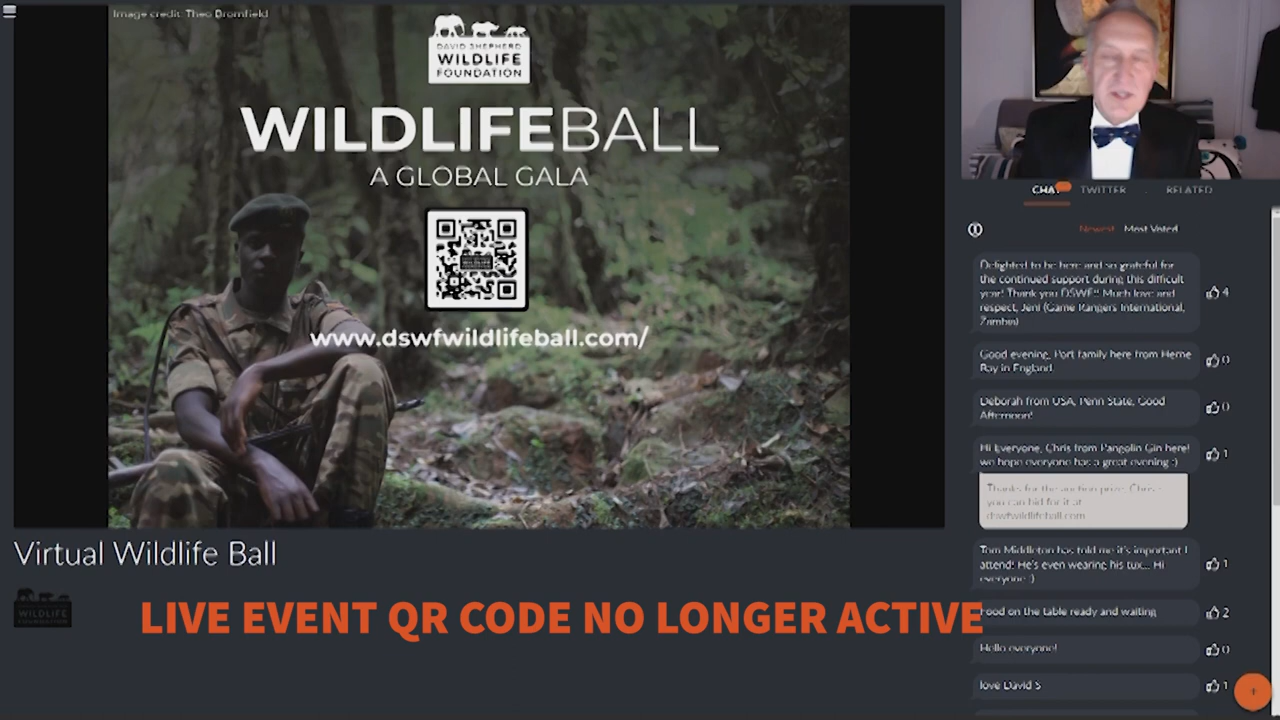 Image credit: Theo Bromfield
DAVID SHEPHERD
WILDLIFE
FOUNDATION
WILDLIFEBALL
A GLOBAL GALA
www.dswfwildlifeball.com/
Virtual Wildlife Ball
WILDLIFE
FOUNDATION
LIVE EVENT QR CODE NO LONGER ACTIVE
CHAT
TWITTER
RELATED
Newest
Most Voted
Delighted to be here and so grateful for
the continued support during this difficult
year! Thank you DSWF!! Much love and
respect, Jeni (Game Rangers International,
Zambia)
4
Good evening, Port family here from Herne
Bay in England.
0
Deborah from USA, Penn State, Good
Afternoon!
0
Hi Everyone, Chris from Pangolin Gin here!
we hope everyone has a great evening :)
1
Thanks for the auction prize, Chris -
you can bid for it at
dswfwildlifeball.com
Tom Middleton has told me it's important I
attend! He's even wearing his tux... Hi
everyone :)
1
Food on the table ready and waiting
2
Hello everyone!
0
love David S
1